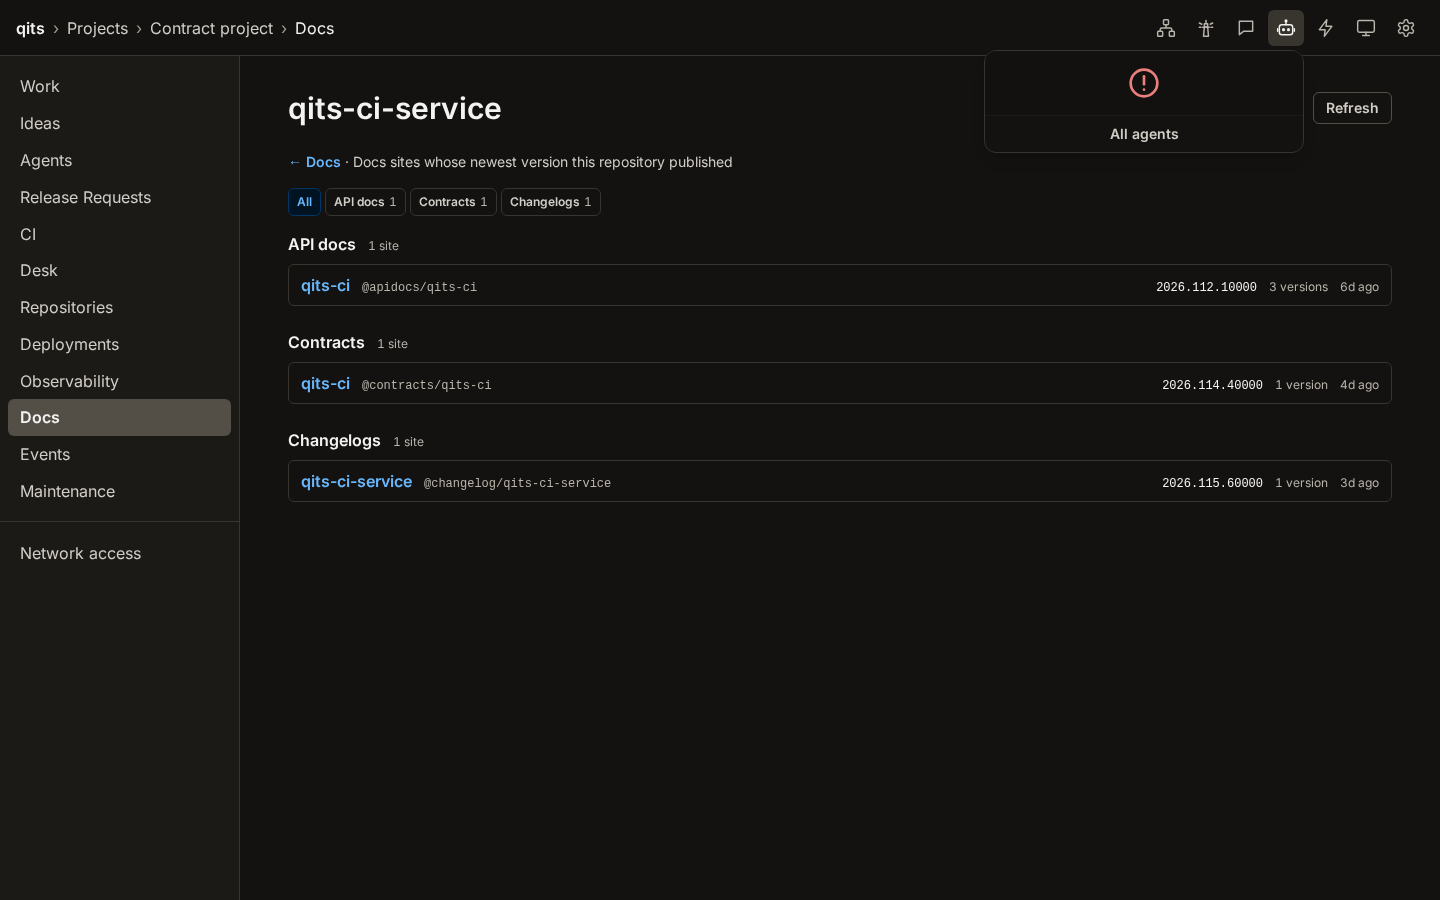 qits › Projects › Contract project › Docs
Work
Ideas
Agents
Release Requests
CI
Desk
Repositories
Deployments
Observability
Docs
Events
Maintenance
Network access
All agents
qits-ci-service
Refresh
← Docs · Docs sites whose newest version this repository published
All
API docs 1
Contracts 1
Changelogs 1
API docs 1 site
qits-ci @apidocs/qits-ci 2026.112.10000 3 versions 6d ago
Contracts 1 site
qits-ci @contracts/qits-ci 2026.114.40000 1 version 4d ago
Changelogs 1 site
qits-ci-service @changelog/qits-ci-service 2026.115.60000 1 version 3d ago